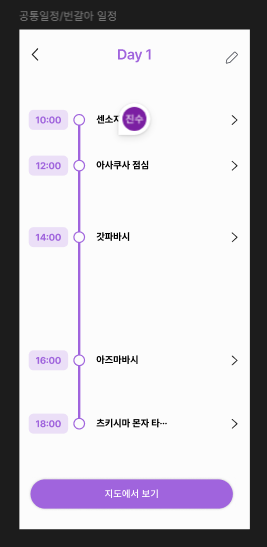 공통일정/번갈아 일정
Day 1
10:00 센소지 진수
12:00 아사쿠사 점심
14:00 갓파바시
16:00 아즈마바시
18:00 츠키시마 몬자 타…
지도에서 보기